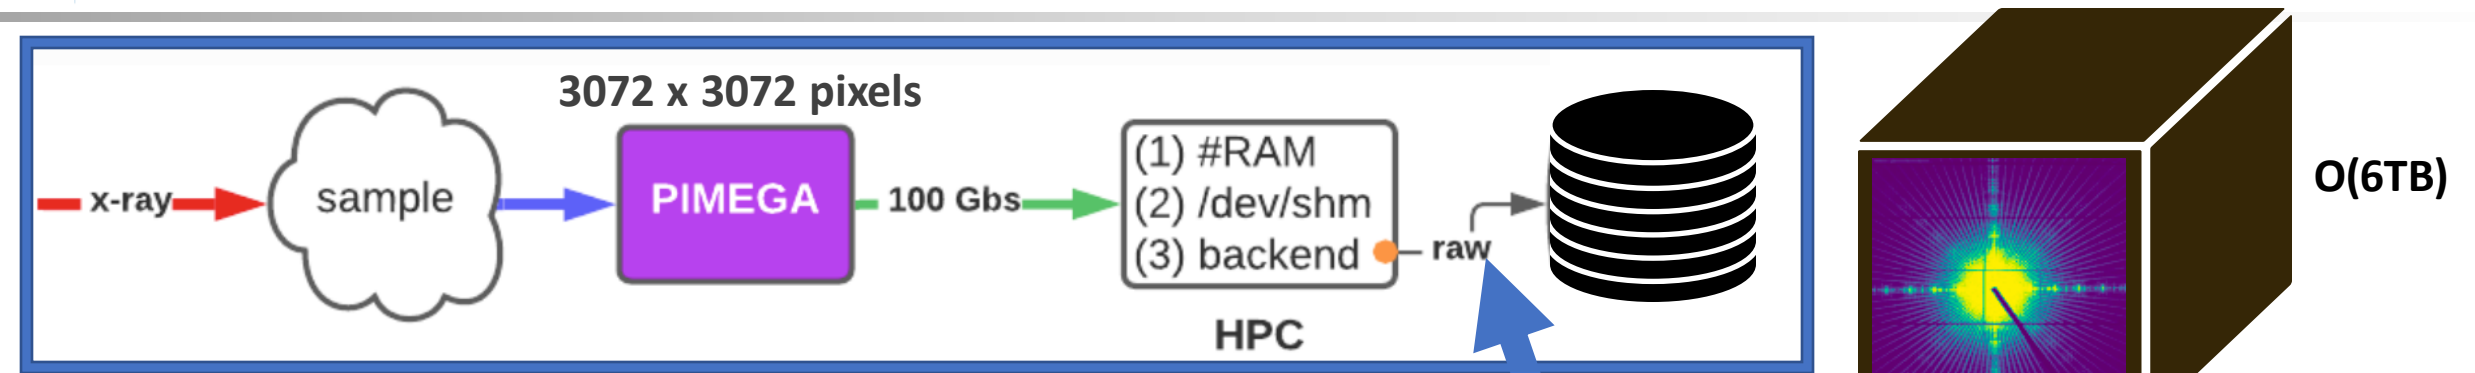 3072 x 3072 pixels
x-ray
sample
PIMEGA
100 Gbs
(1) #RAM
(2) /dev/shm
(3) backend
raw
HPC
O(6TB)